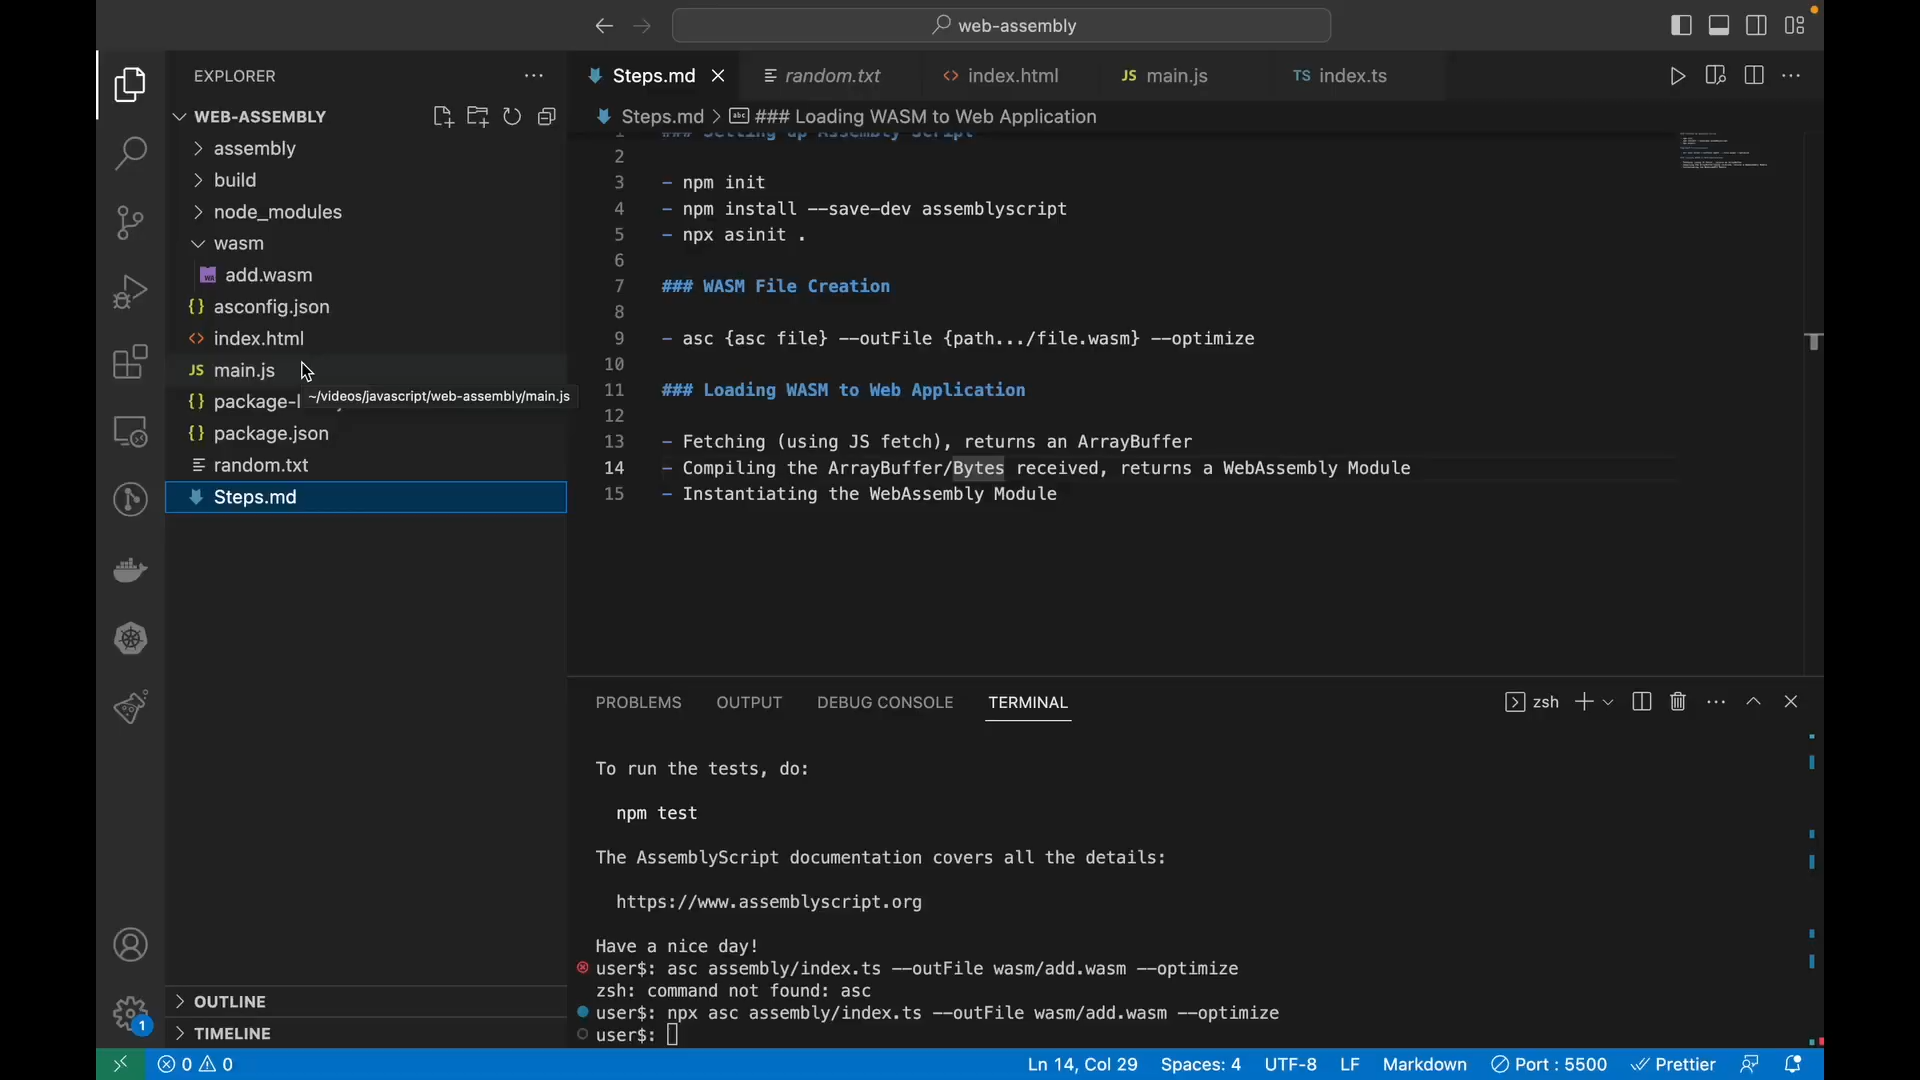 web-assembly
EXPLORER
WEB-ASSEMBLY
assembly
build
node_modules
wasm
add.wasm
asconfig.json
index.html
JS main.js
~/videos/javascript/web-assembly/main.js
{} package.json
random.txt
Steps.md
OUTLINE
TIMELINE
1
Steps.md random.txt <> index.html JS main.js TS index.ts
Steps.md > ### Loading WASM to Web Application
1 ### Setting up Assembly Script
2
3 - npm init
4 - npm install --save-dev assemblyscript
5 - npx asinit .
6
7 ### WASM File Creation
8
9 - asc {asc file} --outFile {path.../file.wasm} --optimize
10
11 ### Loading WASM to Web Application
12
13 - Fetching (using JS fetch), returns an ArrayBuffer
14 - Compiling the ArrayBuffer/Bytes received, returns a WebAssembly Module
15 - Instantiating the WebAssembly Module
PROBLEMS OUTPUT DEBUG CONSOLE TERMINAL
zsh
To run the tests, do:
npm test
The AssemblyScript documentation covers all the details:
https://www.assemblyscript.org
Have a nice day!
user$: asc assembly/index.ts --outFile wasm/add.wasm --optimize
zsh: command not found: asc
user$: npx asc assembly/index.ts --outFile wasm/add.wasm --optimize
user$:
0 0
Ln 14, Col 29 Spaces: 4 UTF-8 LF Markdown Port : 5500 Prettier